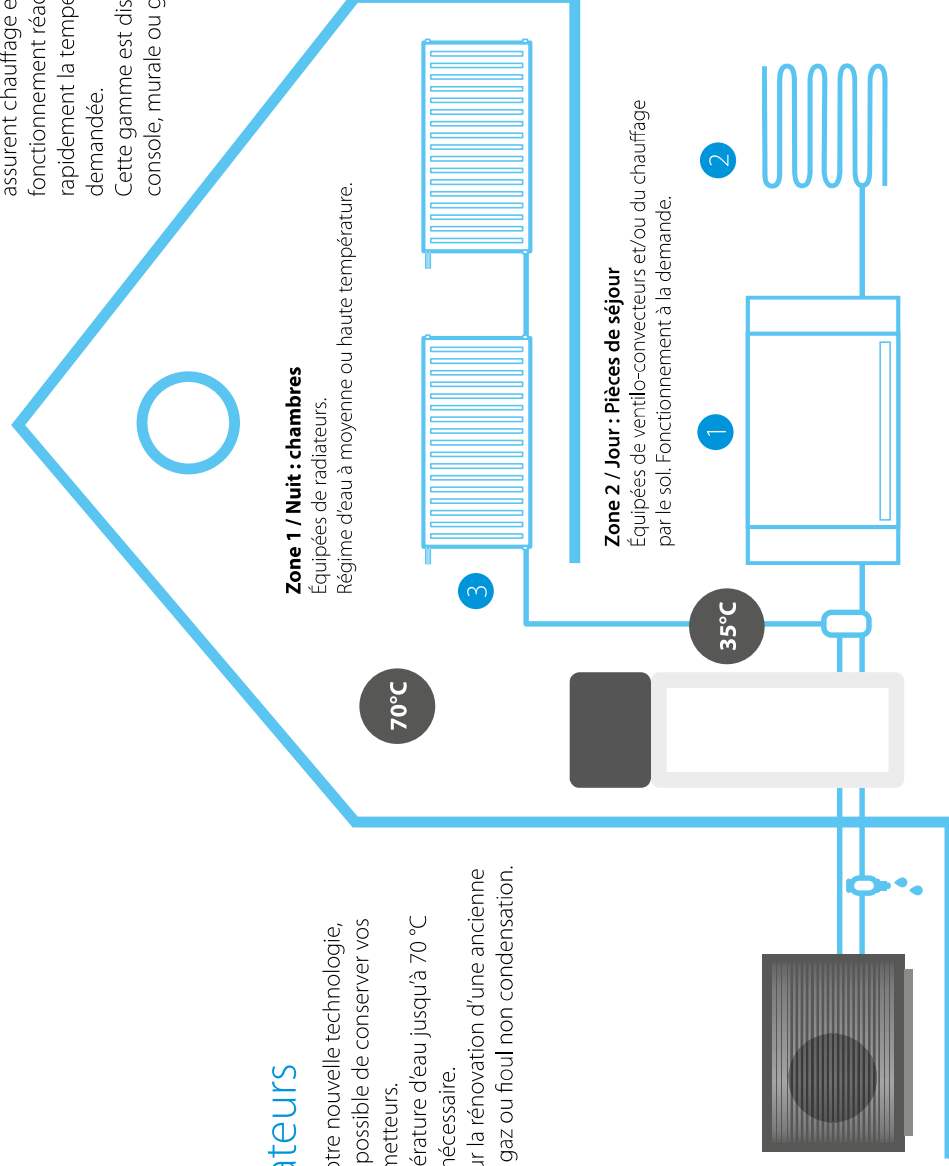 assurent chauffage e
fonctionnement réac
rapidement la tempé
demandée.
Cette gamme est dis
console, murale ou g
Zone 1 / Nuit : chambres
Équipées de radiateurs.
Régime d'eau à moyenne ou haute température.
3
70°C
Zone 2 / Jour : Pièces de séjour
Équipées de ventilo-convecteurs et/ou du chauffage
par le sol. Fonctionnement à la demande.
1
2
35°C
ateurs
otre nouvelle technologie,
possible de conserver vos
metteurs.
érature d'eau jusqu'à 70 °C
nécessaire.
ur la rénovation d'une ancienne
gaz ou fioul non condensation.